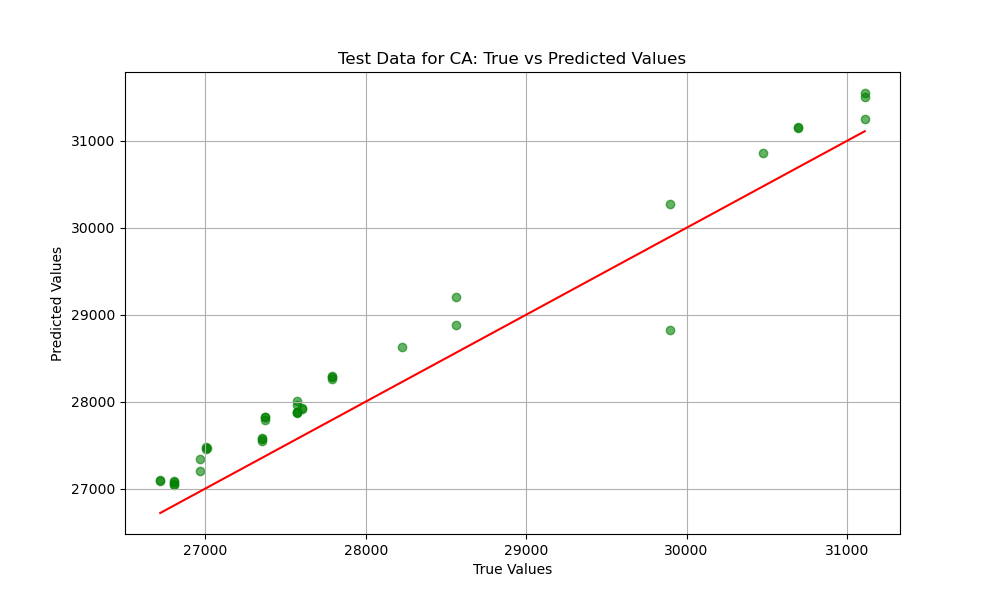 Test Data for CA: True vs Predicted Values
31000
30000
29000
28000
27000
Predicted Values
27000 28000 29000 30000 31000
True Values